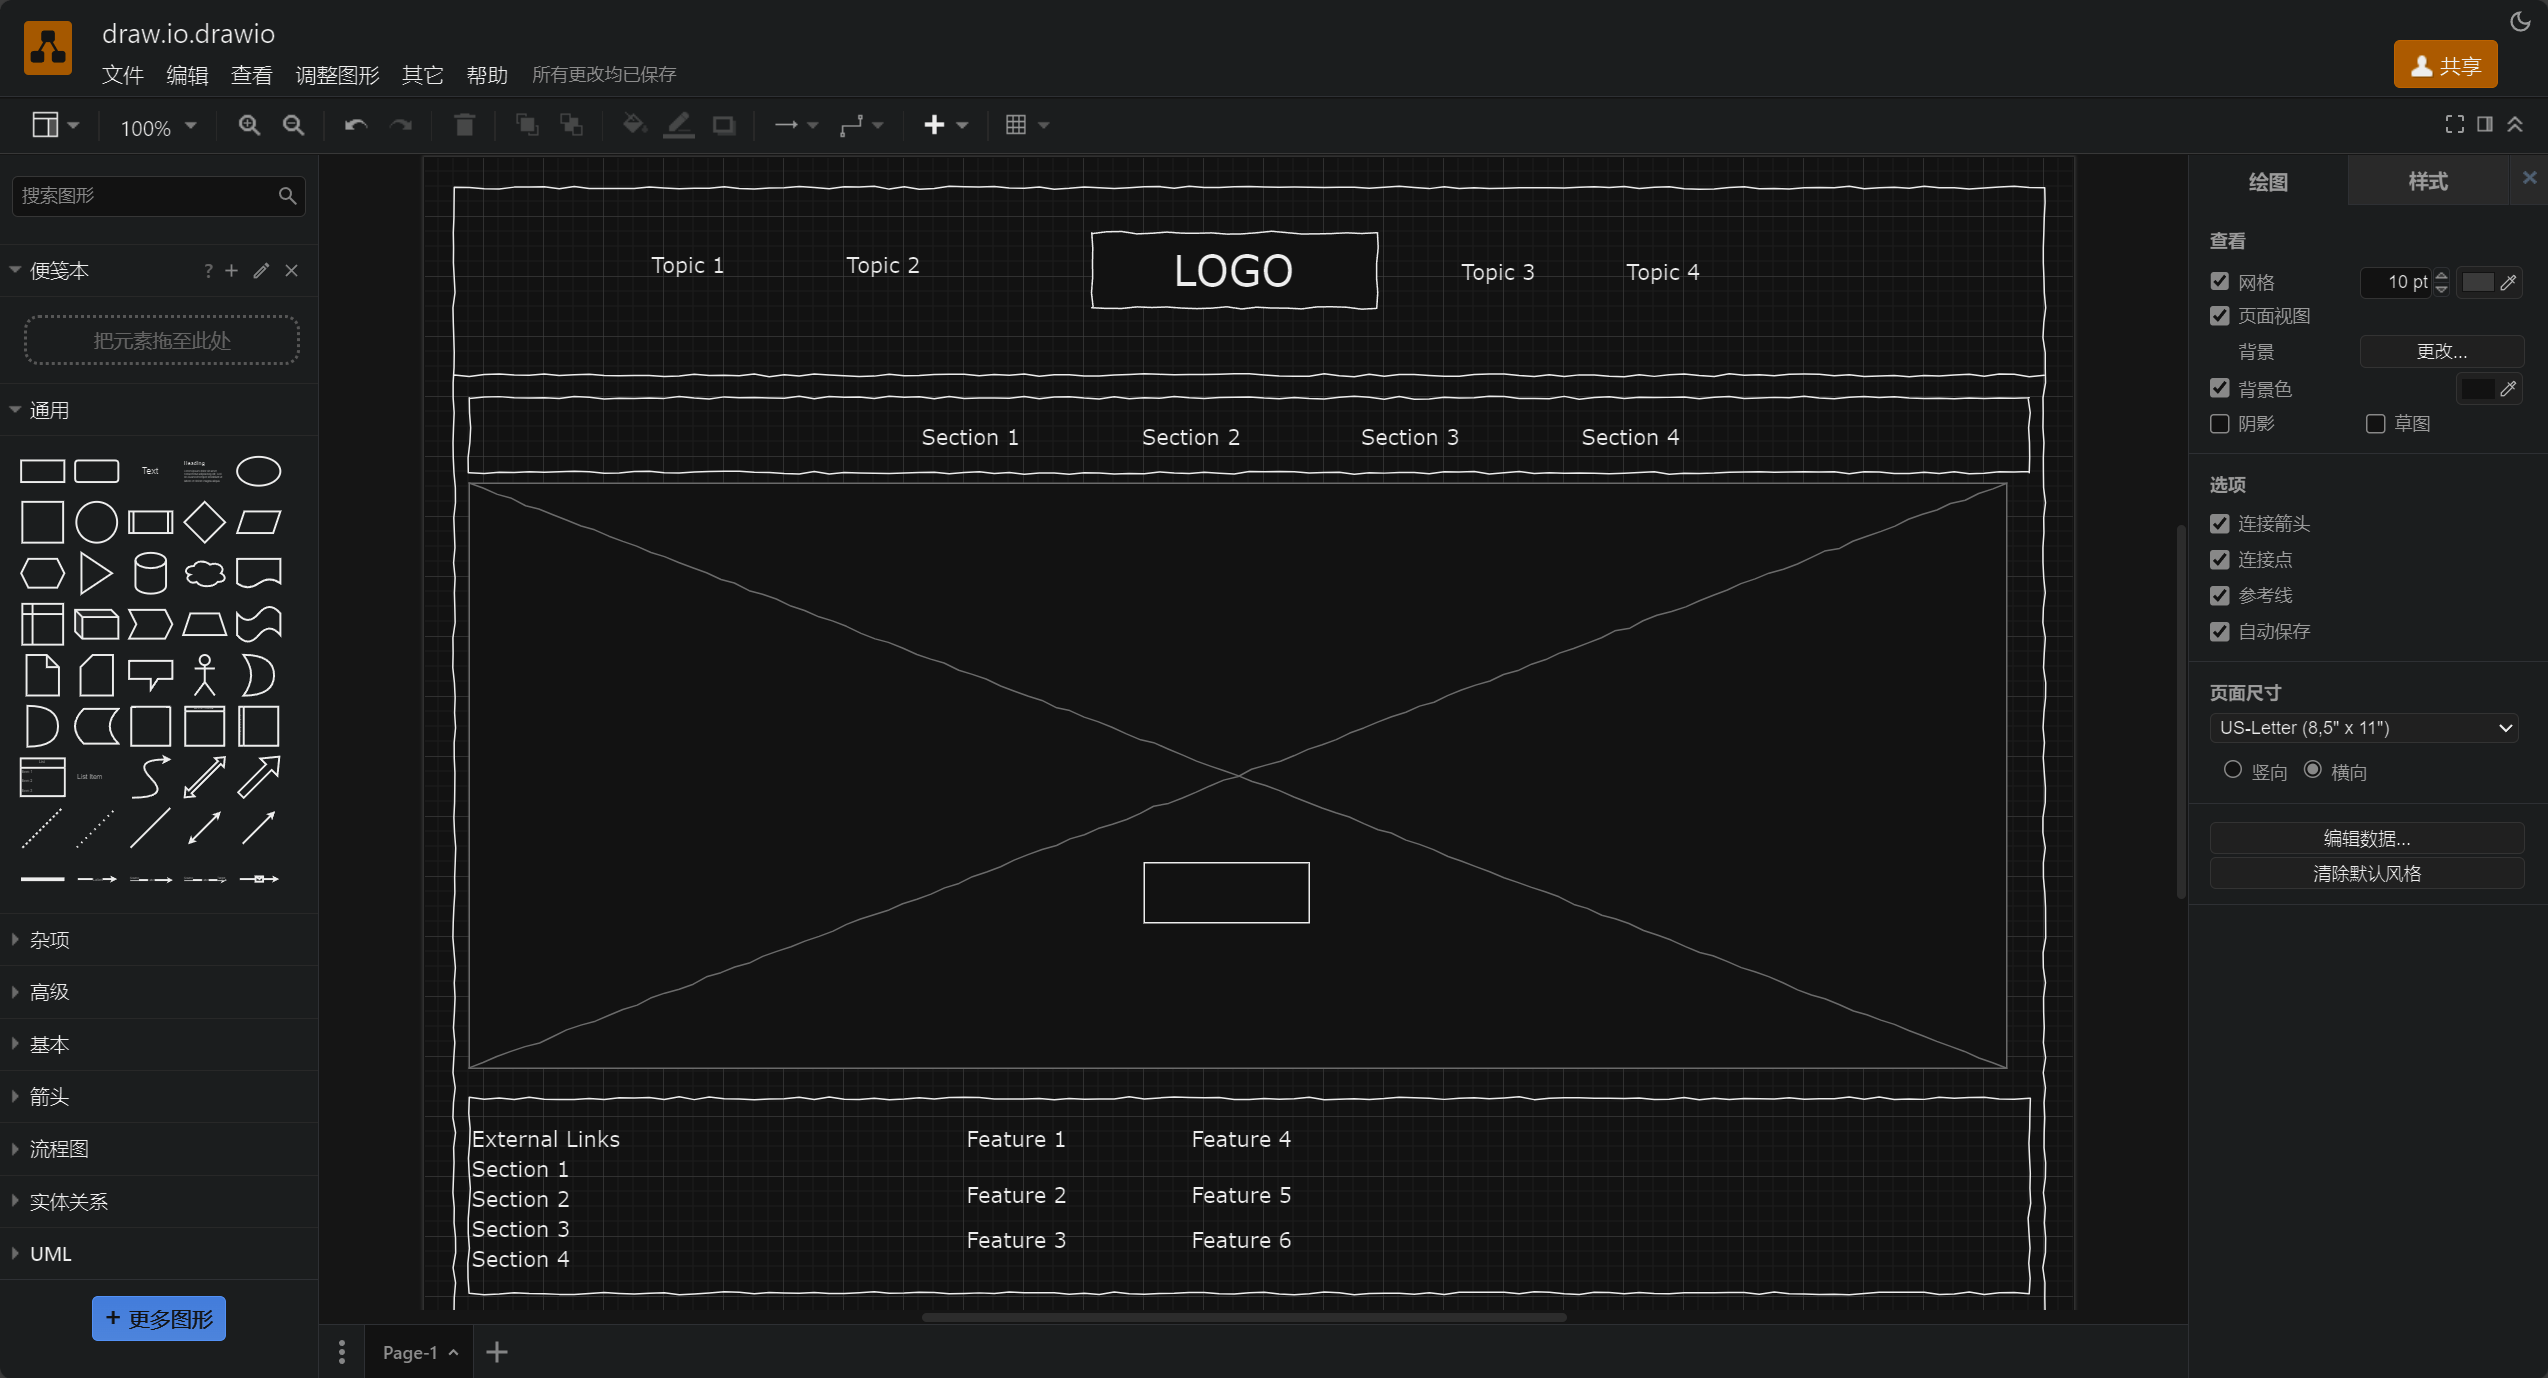 draw.io.drawio
文件 编辑 查看 调整图形 其它 帮助 所有更改均已保存
共享
100%
搜索图形
便笺本
?
把元素拖至此处
通用
Text
Heading
List Item
杂项
高级
基本
箭头
流程图
实体关系
UML
+ 更多图形
Topic 1
Topic 2
LOGO
Topic 3
Topic 4
Section 1
Section 2
Section 3
Section 4
External Links
Section 1
Section 2
Section 3
Section 4
Feature 1
Feature 4
Feature 2
Feature 5
Feature 3
Feature 6
Page-1
绘图
样式
查看
网格
10 pt
页面视图
背景
更改...
背景色
阴影
草图
选项
连接箭头
连接点
参考线
自动保存
页面尺寸
US-Letter (8,5" x 11")
竖向
横向
编辑数据...
清除默认风格